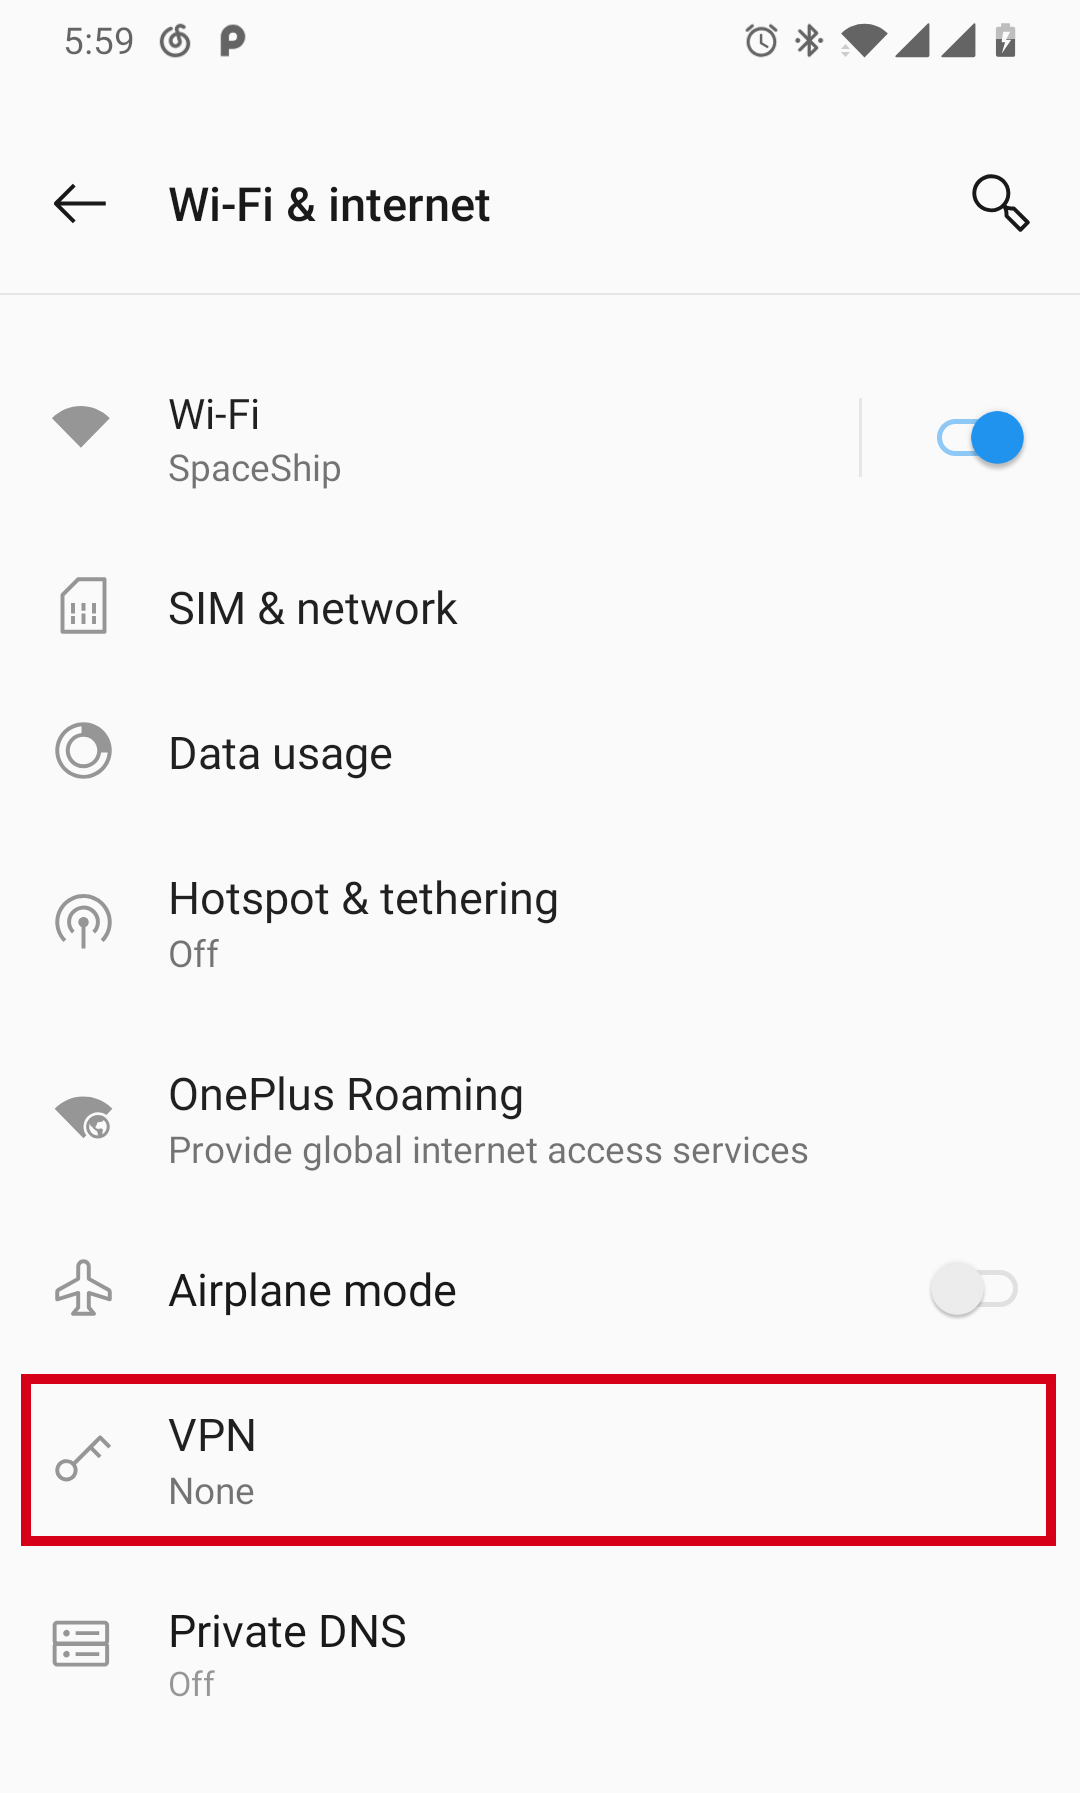 5:59
Wi-Fi & internet
Wi-Fi
SpaceShip
SIM & network
Data usage
Hotspot & tethering
Off
OnePlus Roaming
Provide global internet access services
Airplane mode
VPN
None
Private DNS
Off